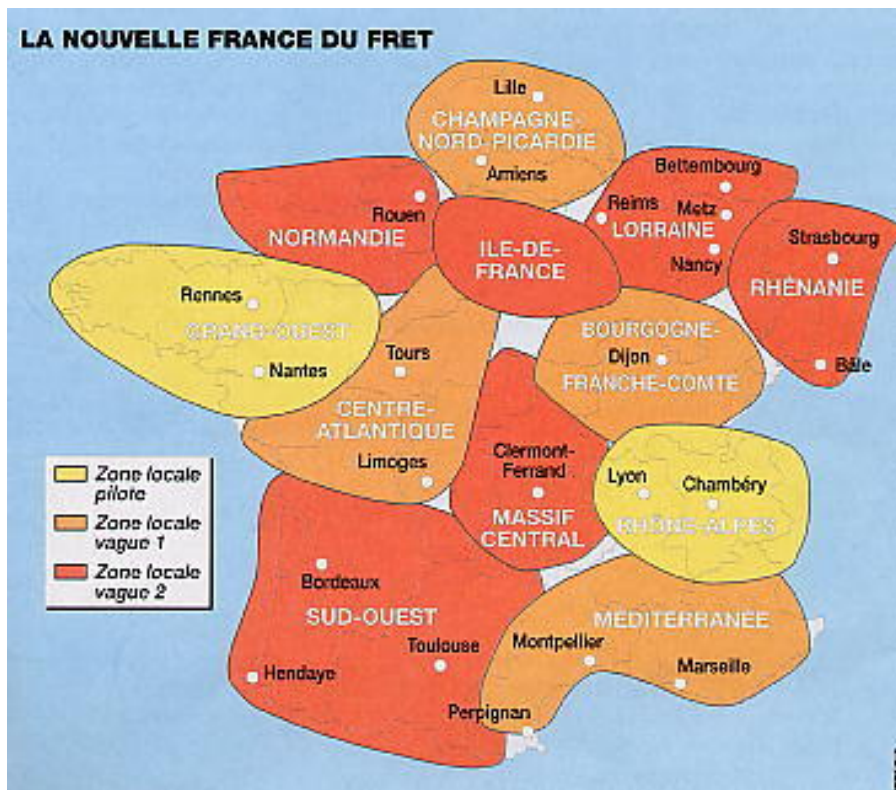 LA NOUVELLE FRANCE DU FRET
Lille
CHAMPAGNE-
NORD-PICARDIE
Amiens
Bettembourg
Reims
Metz
LORRAINE
Nancy
Rouen
NORMANDIE
ILE-DE-
FRANCE
Strasbourg
RHÉNANIE
Bâle
Rennes
GRAND-OUEST
Nantes
Tours
CENTRE-
ATLANTIQUE
Limoges
BOURGOGNE-
Dijon
FRANCHE-COMTÉ
Clermont-
Ferrand
MASSIF
CENTRAL
Lyon
Chambéry
RHÔNE-ALPES
Zone locale
pilote
Zone locale
vague 1
Zone locale
vague 2
Bordeaux
SUD-OUEST
Toulouse
Hendaye
MÉDITERRANÉE
Montpellier
Marseille
Perpignan